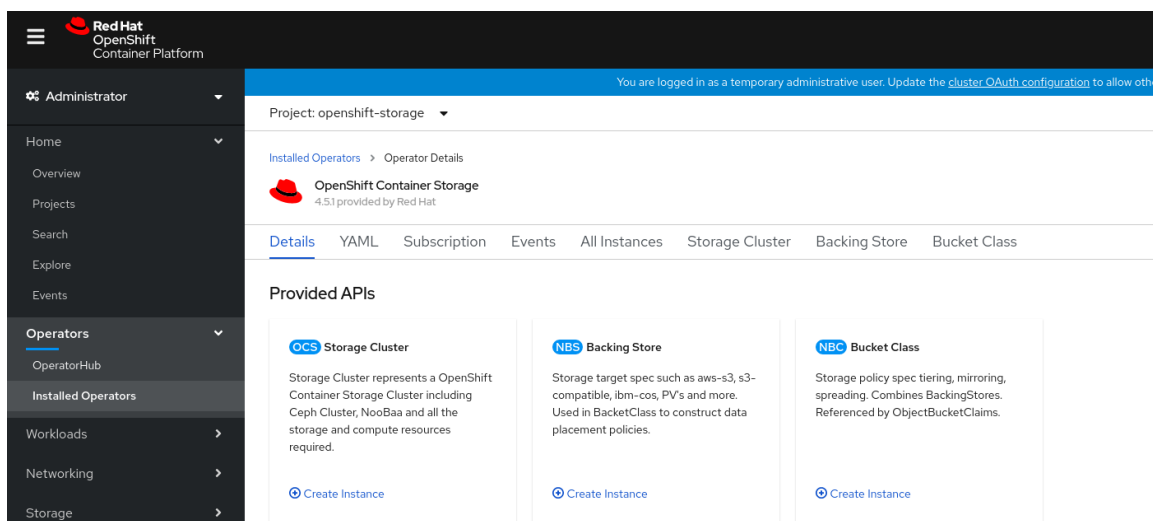 Red Hat
OpenShift
Container Platform
You are logged in as a temporary administrative user. Update the cluster OAuth configuration to allow othe
Administrator
Project: openshift-storage
Home
Overview
Projects
Search
Explore
Events
Operators
OperatorHub
Installed Operators
Workloads
Networking
Storage
Installed Operators > Operator Details
OpenShift Container Storage
4.5.1 provided by Red Hat
Details YAML Subscription Events All Instances Storage Cluster Backing Store Bucket Class
Provided APIs
OCS Storage Cluster
Storage Cluster represents a OpenShift
Container Storage Cluster including
Ceph Cluster, NooBaa and all the
storage and compute resources
required.
Create Instance
NBS Backing Store
Storage target spec such as aws-s3, s3-
compatible, ibm-cos, PV's and more.
Used in BacketClass to construct data
placement policies.
Create Instance
NBC Bucket Class
Storage policy spec tiering, mirroring,
spreading. Combines BackingStores.
Referenced by ObjectBucketClaims.
Create Instance